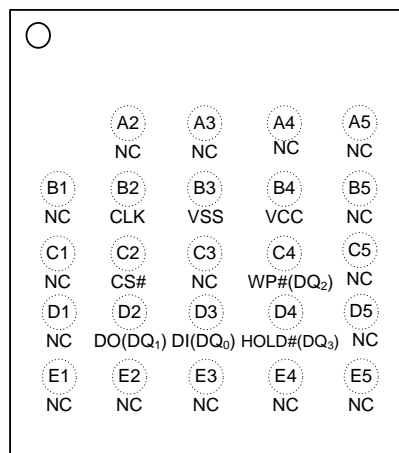 A2 A3 A4 A5
NC NC NC NC
B1 B2 B3 B4 B5
NC CLK VSS VCC NC
C1 C2 C3 C4 C5
NC CS# NC WP#(DQ₂) NC
D1 D2 D3 D4 D5
NC DO(DQ₁) DI(DQ₀) HOLD#(DQ₃) NC
E1 E2 E3 E4 E5
NC NC NC NC NC